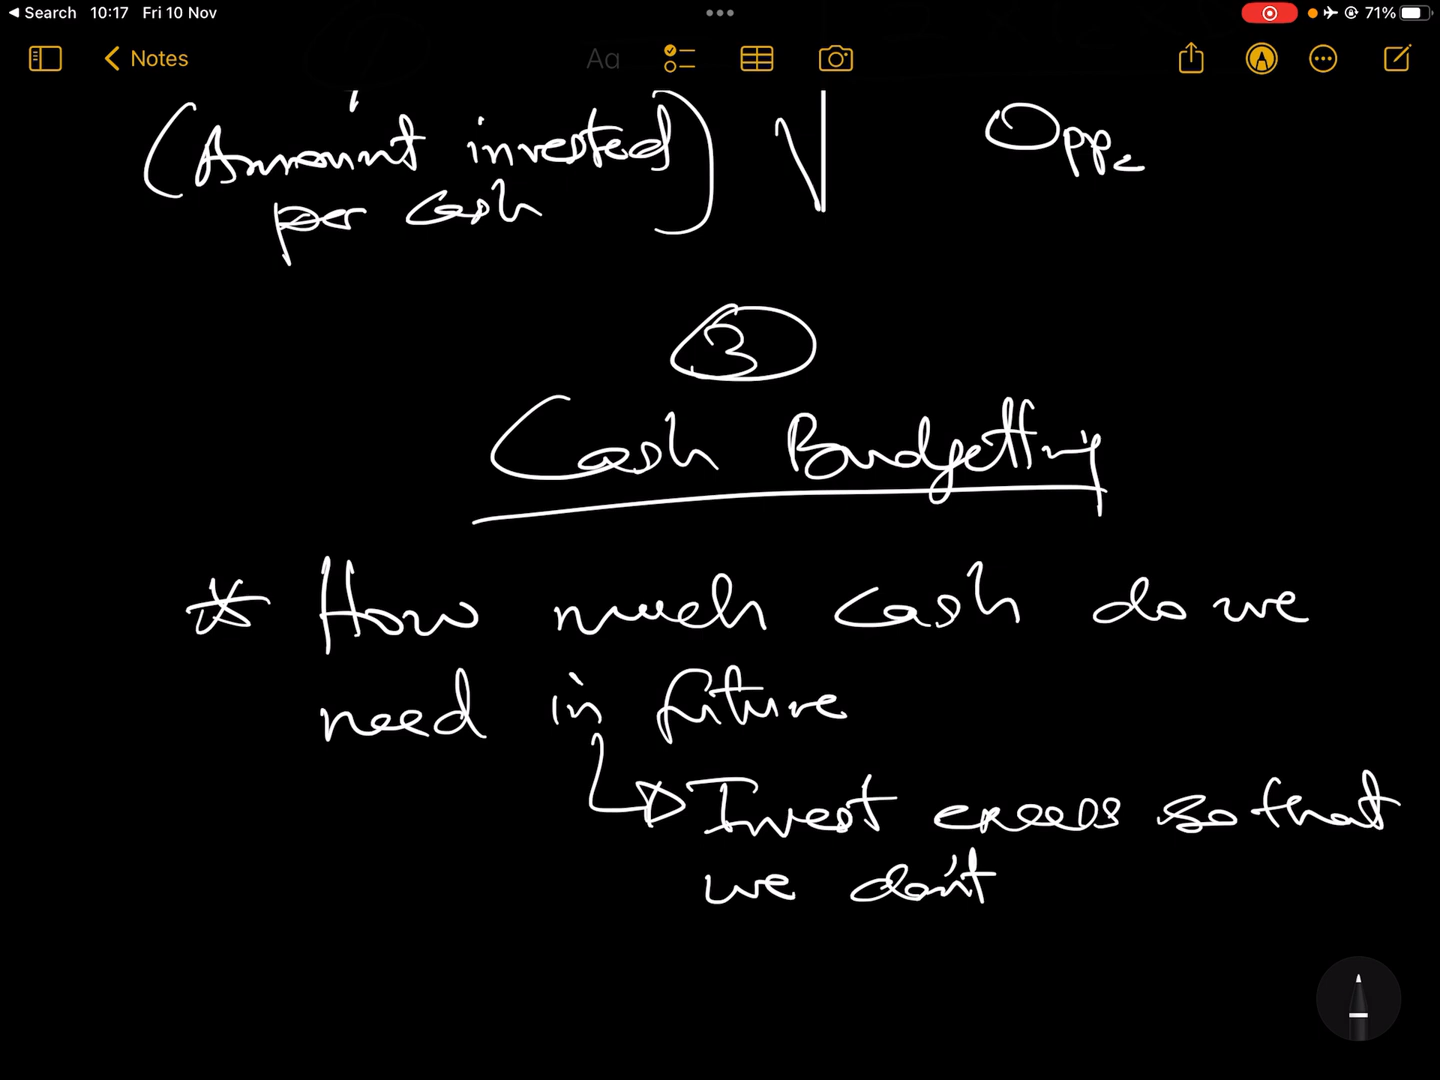 Search 10:17 Fri 10 Nov
71%
Notes
Aa
(Amount invested) Opp
per cash
3
Cash Budgetting
* How much cash do we
need in future
Invest excess so that
we don't